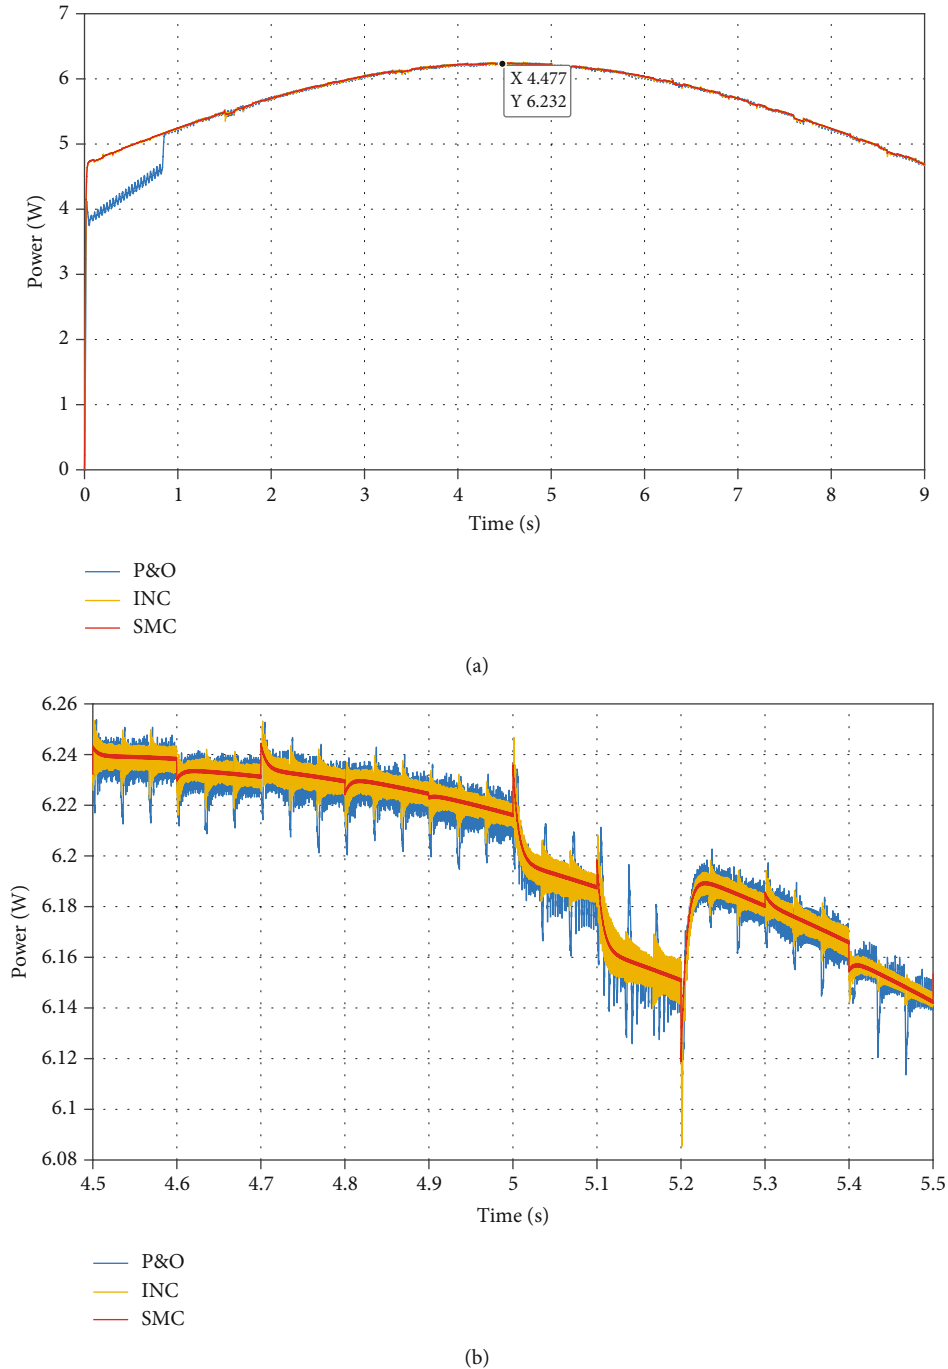 7
6
5
4
3
2
1
0
Power (W)
X 4.477
Y 6.232
0 1 2 3 4 5 6 7 8 9
Time (s)
P&O
INC
SMC
(a)
6.26
6.24
6.22
6.2
6.18
6.16
6.14
6.12
6.1
6.08
Power (W)
4.5 4.6 4.7 4.8 4.9 5 5.1 5.2 5.3 5.4 5.5
Time (s)
P&O
INC
SMC
(b)